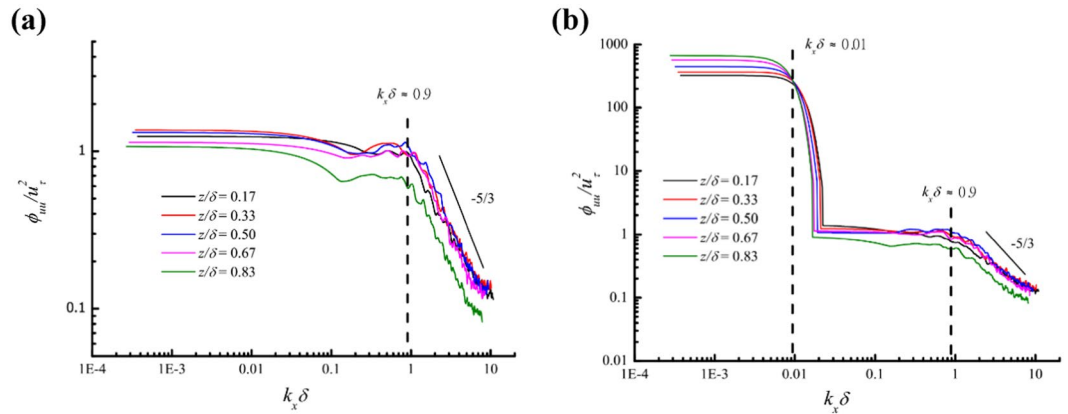 (a)
k_xδ ≈ 0.9
1
0.1
ϕ_uu/u_τ^2
-5/3
z/δ = 0.17
z/δ = 0.33
z/δ = 0.50
z/δ = 0.67
z/δ = 0.83
1E-4 1E-3 0.01 0.1 1 10
k_xδ
(b)
k_xδ ≈ 0.01
1000
100
10
1
0.1
0.01
ϕ_uu/u_τ^2
k_xδ ≈ 0.9
-5/3
z/δ = 0.17
z/δ = 0.33
z/δ = 0.50
z/δ = 0.67
z/δ = 0.83
1E-4 1E-3 0.01 0.1 1 10
k_xδ